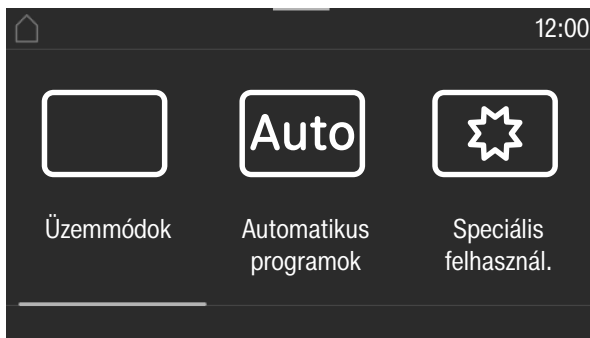 12:00
Auto
Üzemmódok
Automatikus
programok
Speciális
felhasznál.